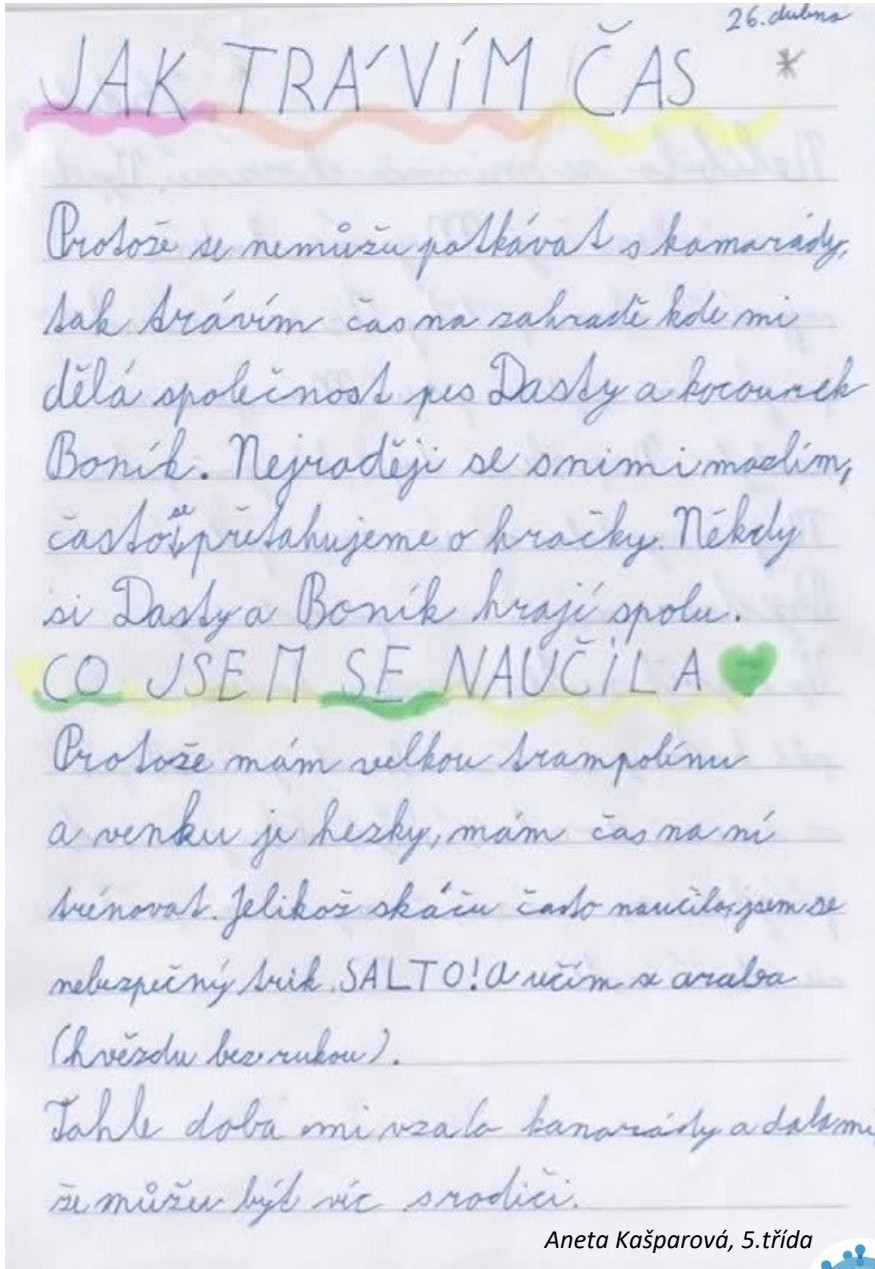 26. dubna
JAK TRÁVÍM ČAS *
Protože se nemůžu potkávat s kamarády,
tak trávím čas na zahradě kde mi
dělá společnost pes Dasty a kocourek
Boník. Nejraději se snimi mazlím,
často se přetahujeme o hračky. Někdy
si Dasty a Boník hrají spolu.
CO JSEM SE NAUČILA
Protože mám velkou trampolínu
a venku je hezky, mám čas na ní
trénovat. Jelikož skáču často naučila jsem se
nebezpečný trik SALTO! A učím se araba
(hvězdu bez rukou).
Tahle doba mi vzala kanarády a dala mi,
že můžu být víc srodiči.
Aneta Kašparová, 5.třída